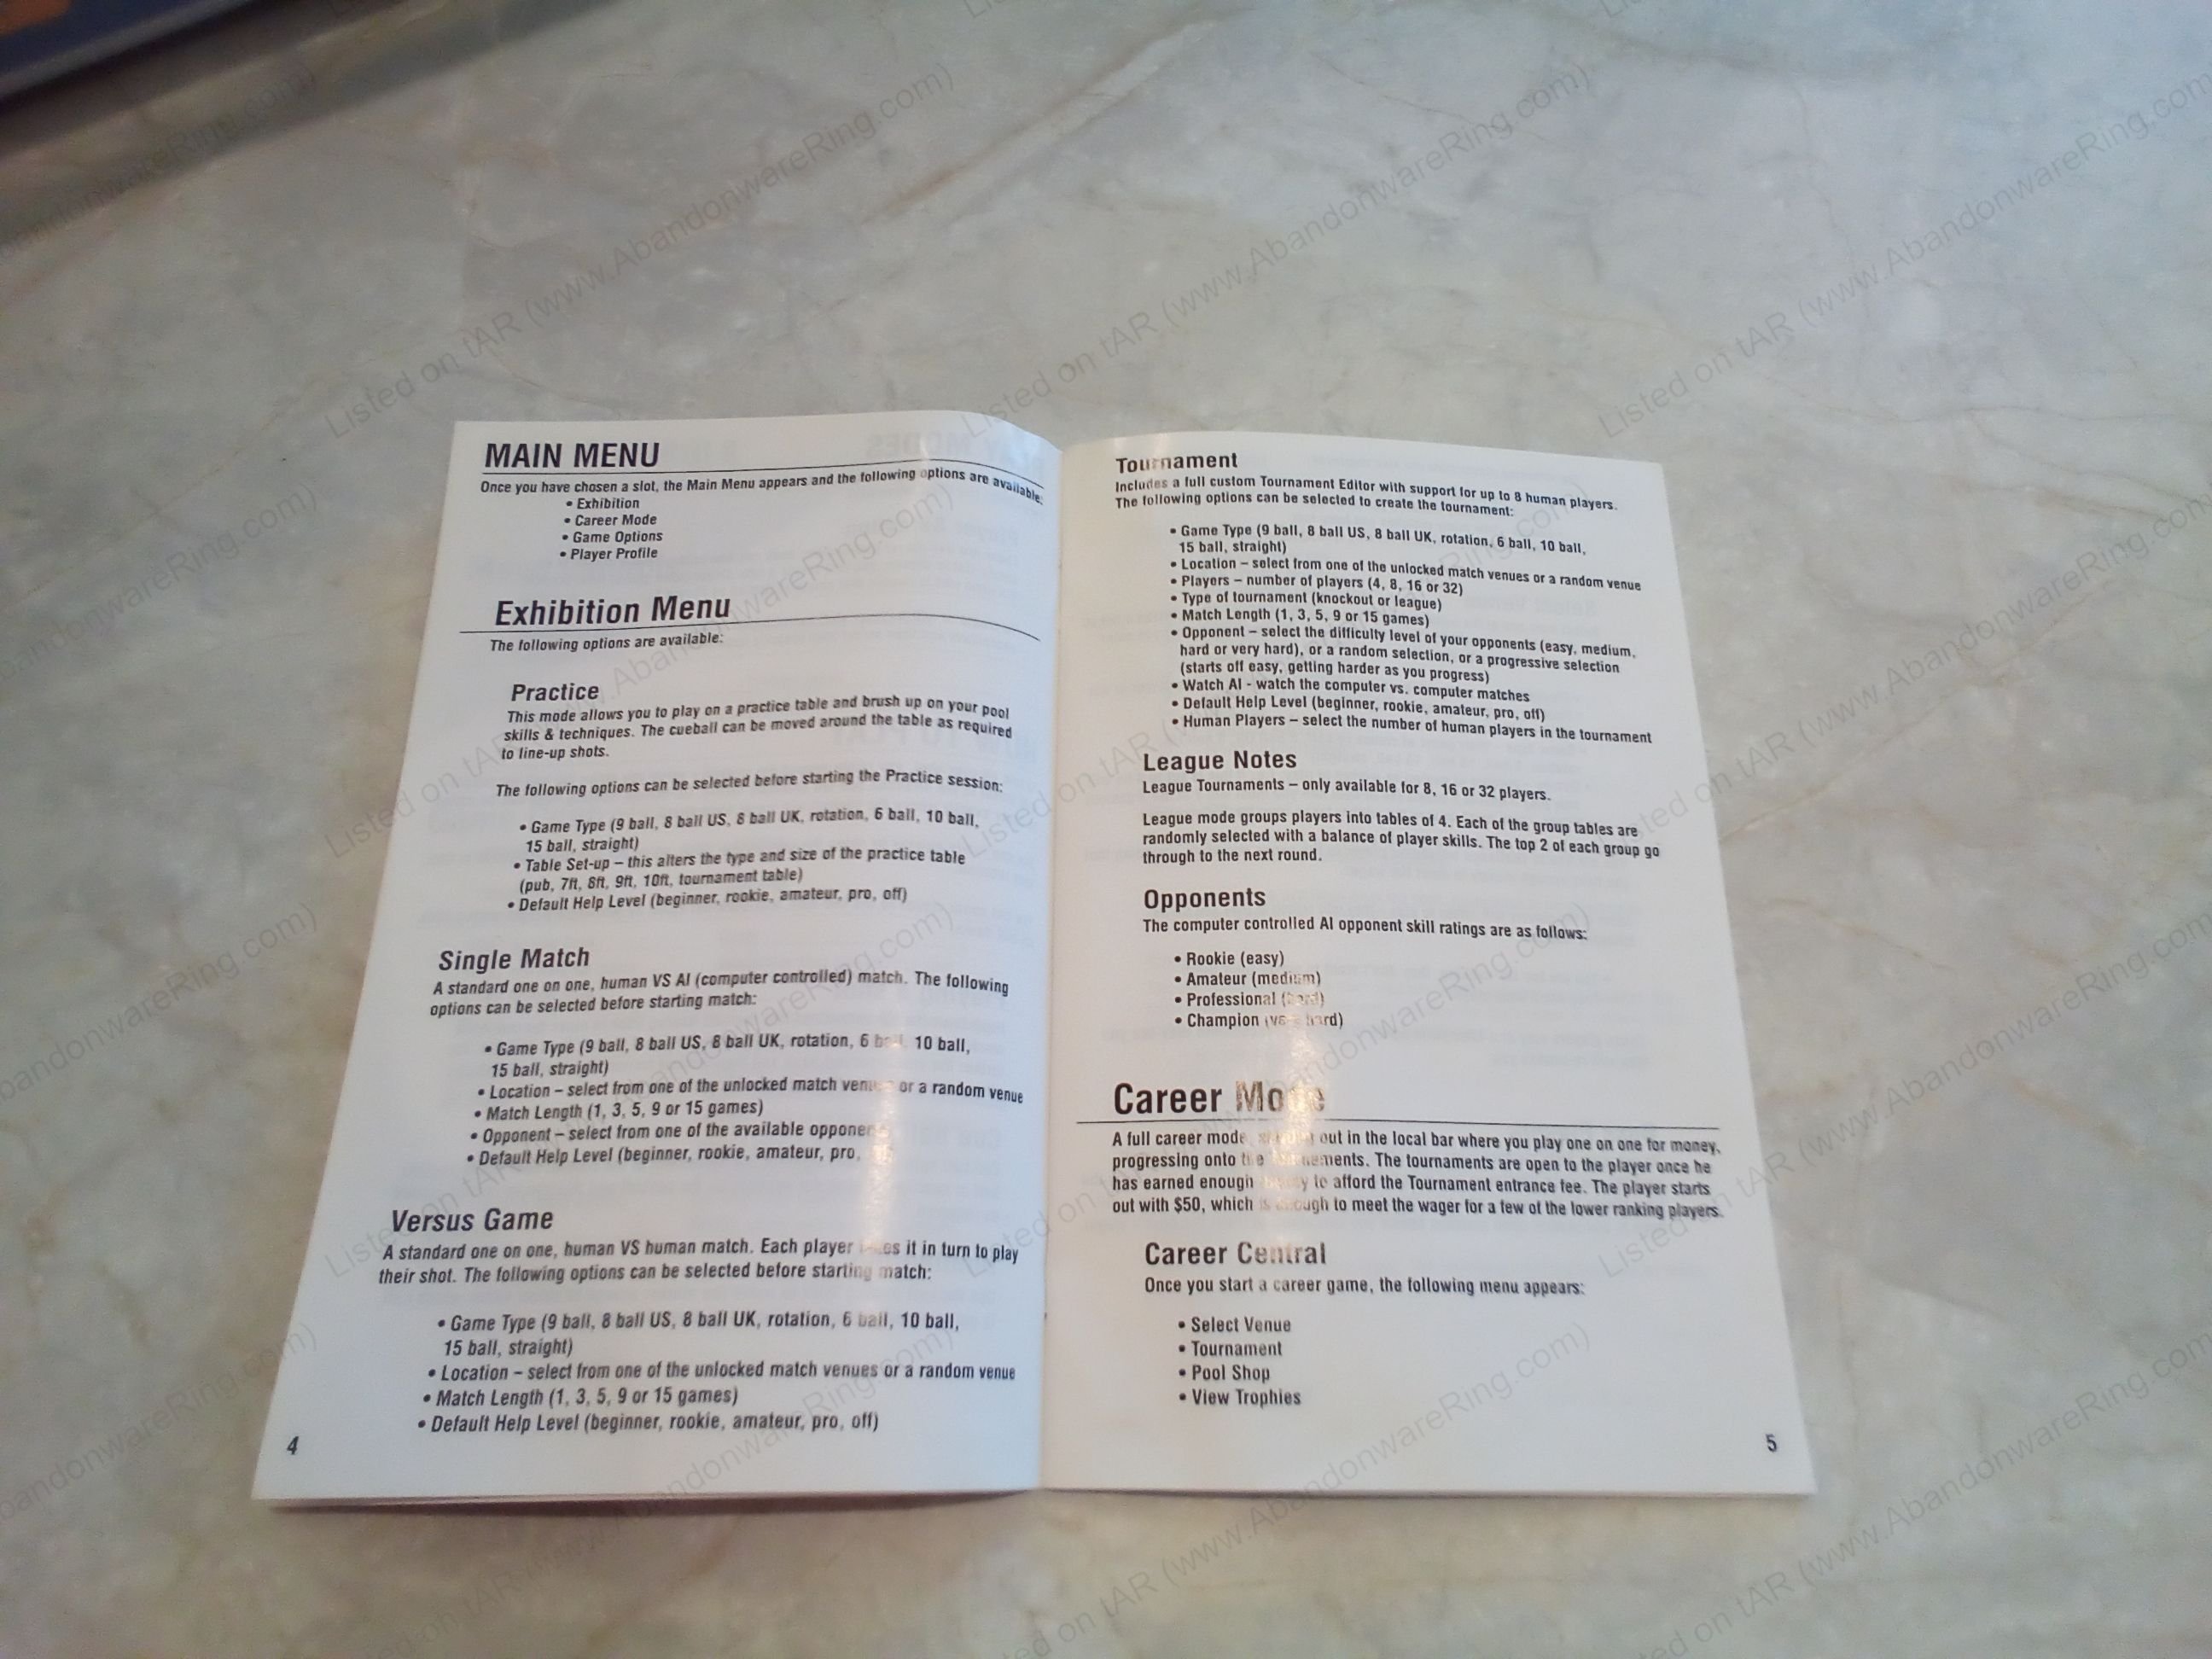 MAIN MENU
Once you have chosen a slot, the Main Menu appears and the following options are available:
• Exhibition
• Career Mode
• Game Options
• Player Profile
Exhibition Menu
The following options are available:
Practice
This mode allows you to play on a practice table and brush up on your pool
skills & techniques. The cueball can be moved around the table as required
to line-up shots.
The following options can be selected before starting the Practice session:
• Game Type (9 ball, 8 ball US, 8 ball UK, rotation, 6 ball, 10 ball,
15 ball, straight)
• Table Set-up – this alters the type and size of the practice table
(pub, 7ft, 8ft, 9ft, 10ft, tournament table)
• Default Help Level (beginner, rookie, amateur, pro, off)
Single Match
A standard one on one, human VS AI (computer controlled) match. The following
options can be selected before starting match:
• Game Type (9 ball, 8 ball US, 8 ball UK, rotation, 6 10 ball,
15 ball, straight)
• Location – select from one of the unlocked match or a random venue
• Match Length (1, 3, 5, 9 or 15 games)
• Opponent – select from one of the available
• Default Help Level (beginner, rookie, amateur, pro,
Versus Game
A standard one on one, human VS human match. Each player it in turn to play
their shot. The following options can be selected before starting match:
• Game Type (9 ball, 8 ball US, 8 ball UK, rotation, 6 ball, 10 ball,
15 ball, straight)
• Location – select from one of the unlocked match venues or a random venue
• Match Length (1, 3, 5, 9 or 15 games)
• Default Help Level (beginner, rookie, amateur, pro, off)
4
Tournament
Includes a full custom Tournament Editor with support for up to 8 human players.
The following options can be selected to create the tournament:
• Game Type (9 ball, 8 ball US, 8 ball UK, rotation, 6 ball, 10 ball,
15 ball, straight)
• Location – select from one of the unlocked match venues or a random venue
• Players – number of players (4, 8, 16 or 32)
• Type of tournament (knockout or league)
• Match Length (1, 3, 5, 9 or 15 games)
• Opponent – select the difficulty level of your opponents (easy, medium,
hard or very hard), or a random selection, or a progressive selection
(starts off easy, getting harder as you progress)
• Watch AI - watch the computer vs. computer matches
• Default Help Level (beginner, rookie, amateur, pro, off)
• Human Players – select the number of human players in the tournament
League Notes
League Tournaments – only available for 8, 16 or 32 players.
League mode groups players into tables of 4. Each of the group tables are
randomly selected with a balance of player skills. The top 2 of each group go
through to the next round.
Opponents
The computer controlled AI opponent skill ratings are as follows:
• Rookie (easy)
• Amateur (medium)
• Professional
• Champion
Career Mode
A full career mode out in the local bar where you play one on one for money,
progressing onto the The tournaments are open to the player once he
has earned enough to afford the Tournament entrance fee. The player starts
out with $50, which is enough to meet the wager for a few of the lower ranking players.
Career Central
Once you start a career game, the following menu appears:
• Select Venue
• Tournament
• Pool Shop
• View Trophies
5
Listed on tAR (www.AbandonwareRing.com)